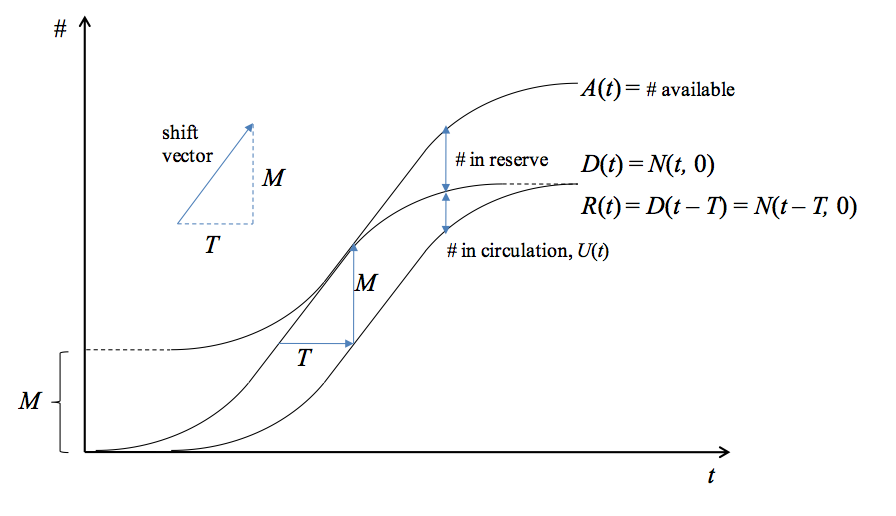 #
A(t) = # available
shift
vector
M
# in reserve
D(t) = N(t, 0)
R(t) = D(t – T) = N(t – T, 0)
T
# in circulation, U(t)
M
T
M
t